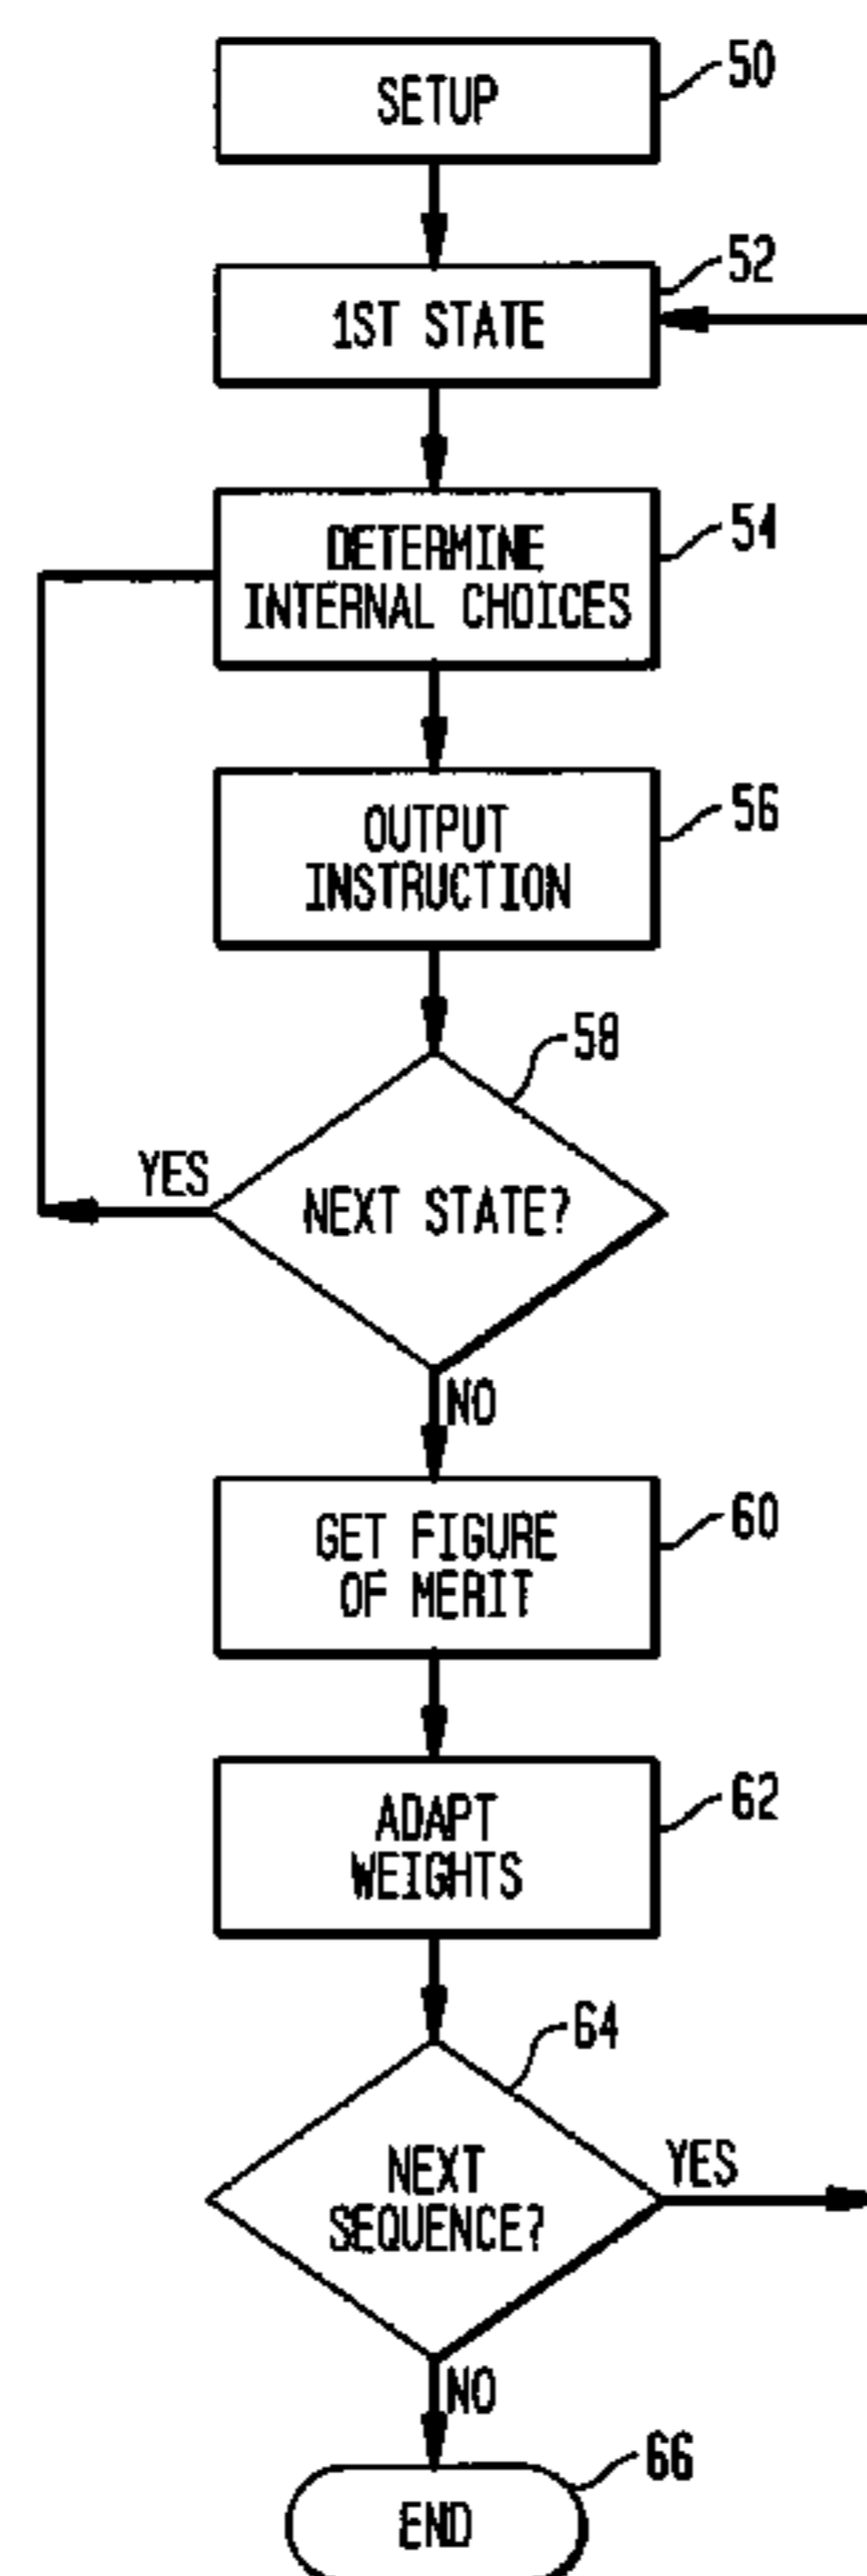 SETUP
50
1ST STATE
52
DETERMINE
INTERNAL CHOICES
54
OUTPUT
INSTRUCTION
56
58
NEXT STATE?
YES
NO
GET FIGURE
OF MERIT
60
ADAPT
WEIGHTS
62
64
NEXT
SEQUENCE?
YES
NO
66
END